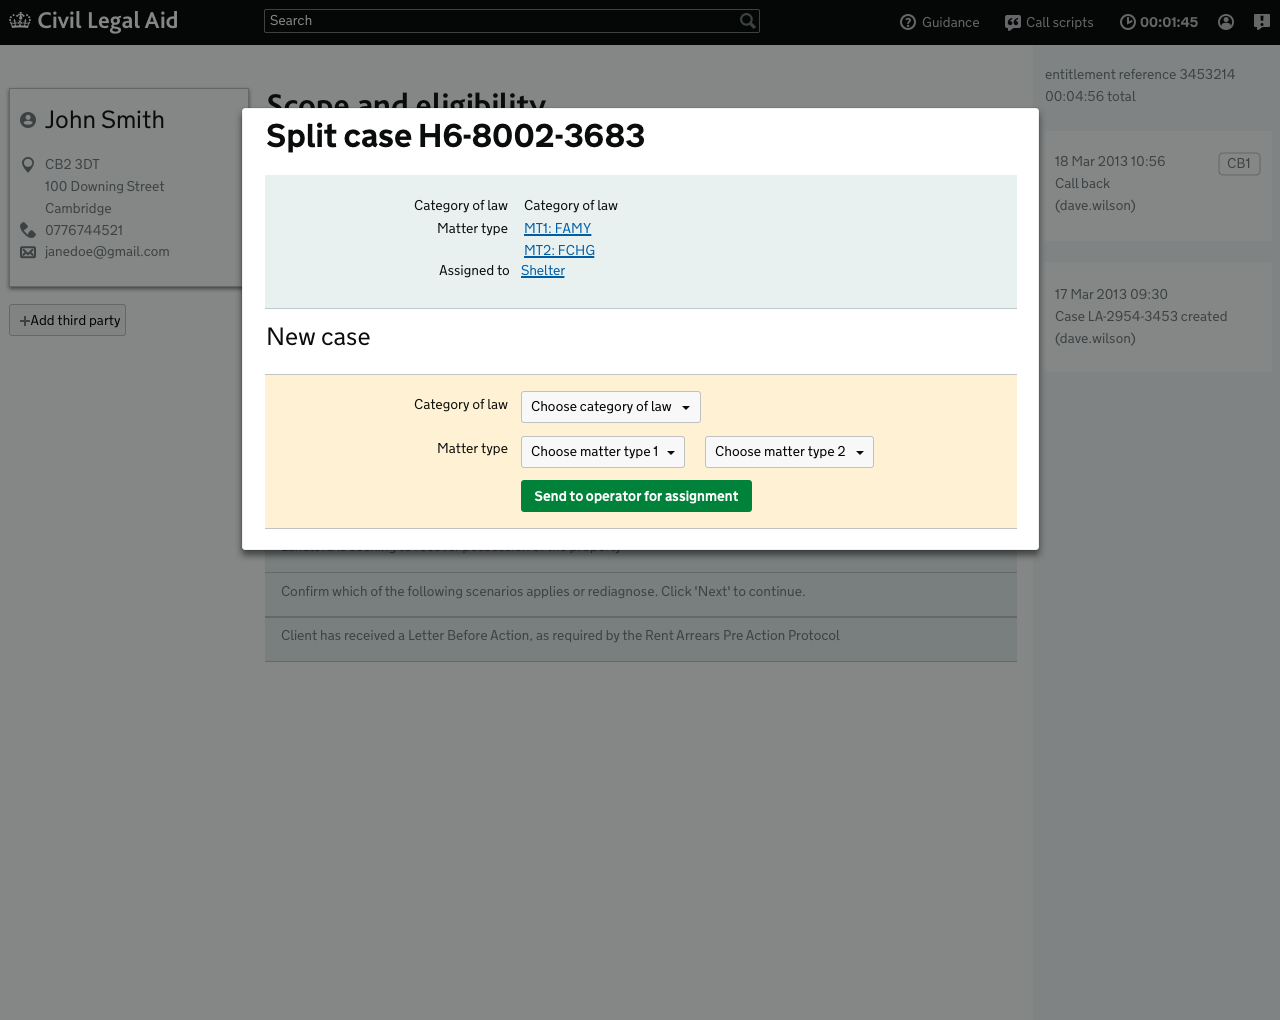 Civil Legal Aid
Search
Guidance
Call scripts
00:01:45
John Smith
CB2 3DT
100 Downing Street
Cambridge
0776744521
janedoe@gmail.com
+Add third party
Scope and eligibility
Split case H6-8002-3683
Category of law Category of law
Matter type MT1: FAMY
MT2: FCHG
Assigned to Shelter
New case
Category of law Choose category of law
Matter type Choose matter type 1 Choose matter type 2
Send to operator for assignment
Confirm which of the following scenarios applies or rediagnose. Click 'Next' to continue.
Client has received a Letter Before Action, as required by the Rent Arrears Pre Action Protocol
entitlement reference 3453214
00:04:56 total
18 Mar 2013 10:56 CB1
Call back
(dave.wilson)
17 Mar 2013 09:30
Case LA-2954-3453 created
(dave.wilson)